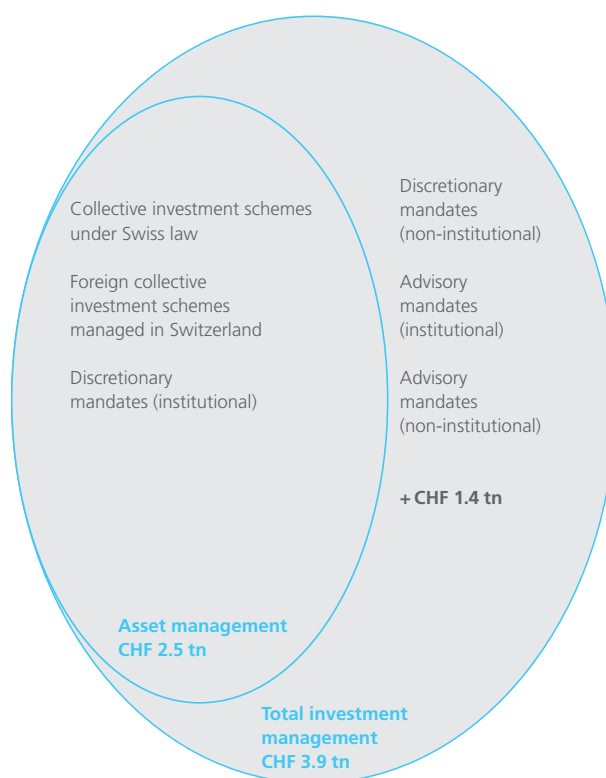 Collective investment schemes
under Swiss law
Foreign collective
investment schemes
managed in Switzerland
Discretionary
mandates (institutional)
Discretionary
mandates
(non-institutional)
Advisory
mandates
(institutional)
Advisory
mandates
(non-institutional)
+ CHF 1.4 tn
Asset management
CHF 2.5 tn
Total investment
management
CHF 3.9 tn